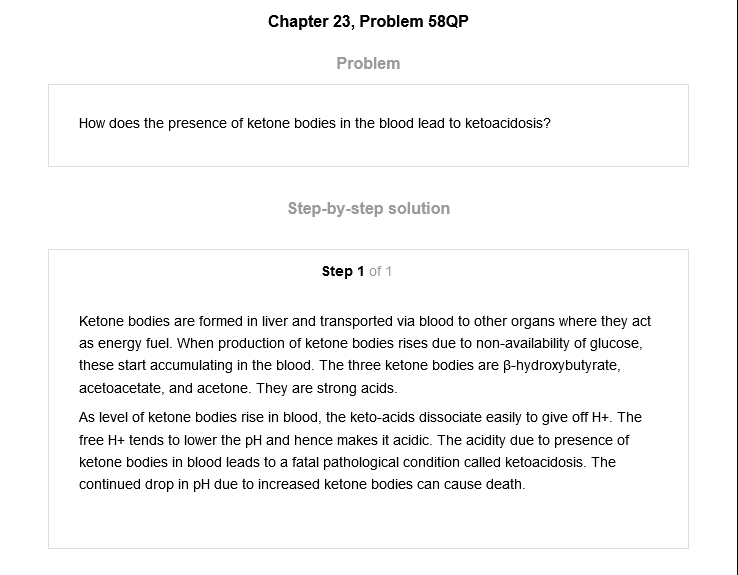 Chapter 23, Problem 58QP
Problem
How does the presence of ketone bodies in the blood lead to ketoacidosis?
Step-by-step solution
Step 1 of 1
Ketone bodies are formed in liver and transported via blood to other organs where they act
as energy fuel. When production of ketone bodies rises due to non-availability of glucose,
these start accumulating in the blood. The three ketone bodies are β-hydroxybutyrate,
acetoacetate, and acetone. They are strong acids.
As level of ketone bodies rise in blood, the keto-acids dissociate easily to give off H+. The
free H+ tends to lower the pH and hence makes it acidic. The acidity due to presence of
ketone bodies in blood leads to a fatal pathological condition called ketoacidosis. The
continued drop in pH due to increased ketone bodies can cause death.